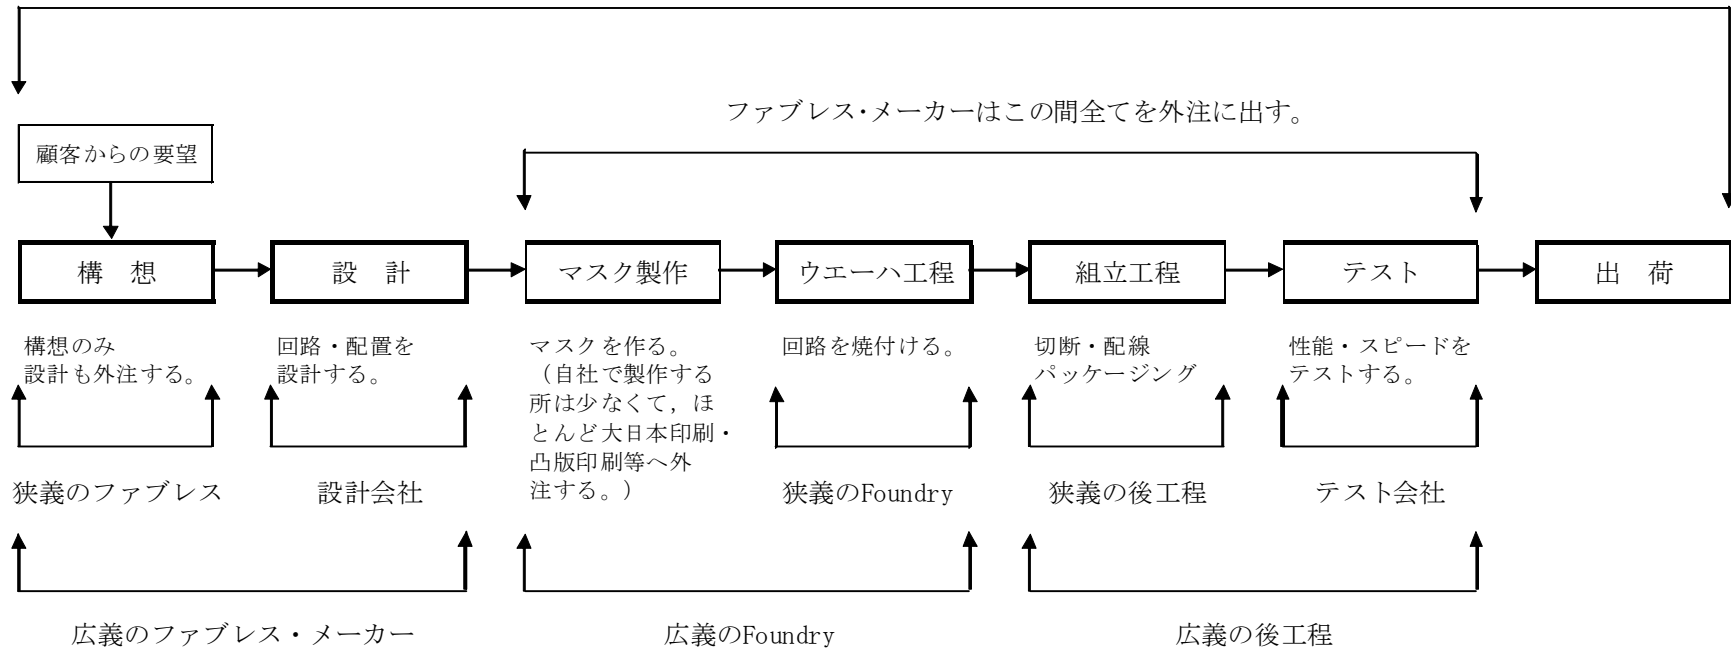 ファブレス・メーカーはこの間全てを外注に出す。
顧客からの要望
構 想
設 計
マスク製作
ウエーハ工程
組立工程
テスト
出 荷
構想のみ
設計も外注する。
回路・配置を
設計する。
マスクを作る。
(自社で製作する
所は少なくて，ほ
とんど大日本印刷・
凸版印刷等へ外
注する。)
回路を焼付ける。
切断・配線
パッケージング
性能・スピードを
テストする。
狭義のファブレス
設計会社
狭義のFoundry
狭義の後工程
テスト会社
広義のファブレス・メーカー
広義のFoundry
広義の後工程